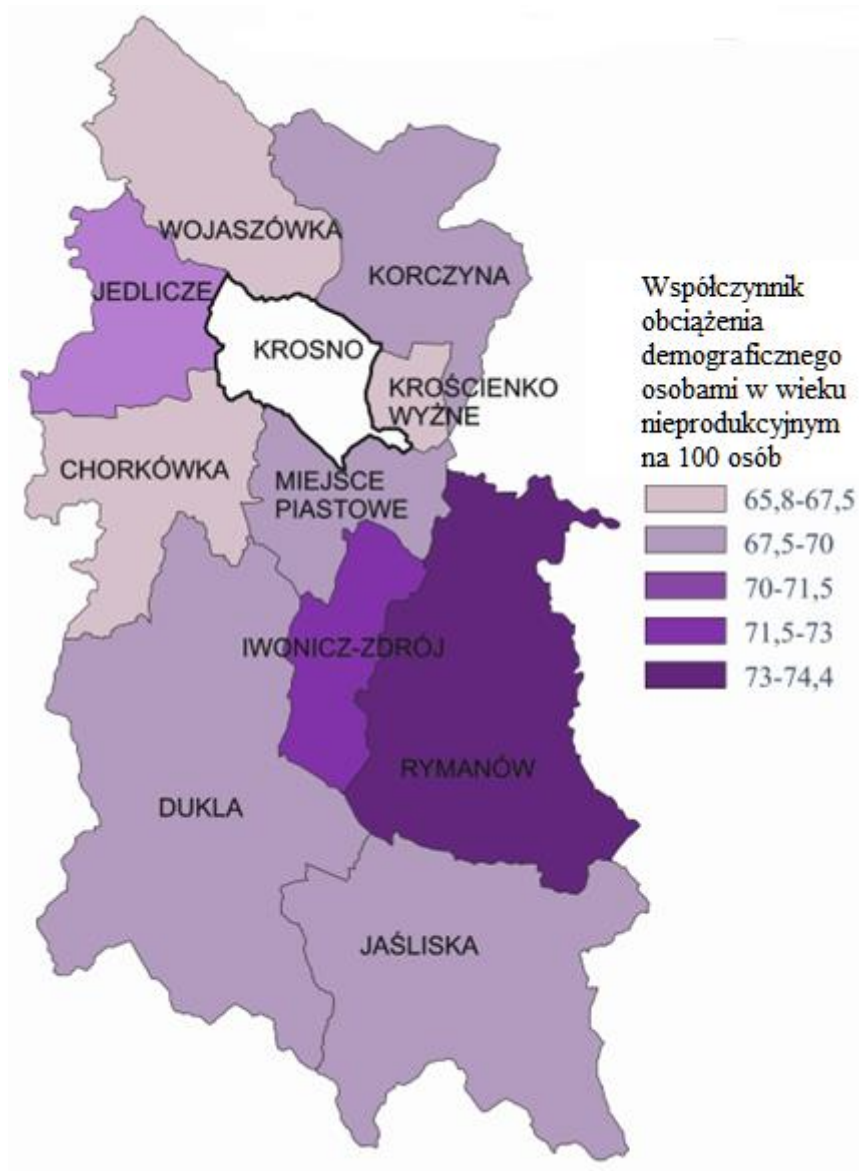 WOJASZÓWKA
KORCZYNA
JEDLICZE
KROSNO
KROŚCIENKO
WYŻNE
CHORKÓWKA
MIEJSCE
PIASTOWE
IWONICZ-ZDRÓJ
RYMANÓW
DUKLA
JAŚLISKA
Współczynnik
obciążenia
demograficznego
osobami w wieku
nieprodukcyjnym
na 100 osób
65,8-67,5
67,5-70
70-71,5
71,5-73
73-74,4